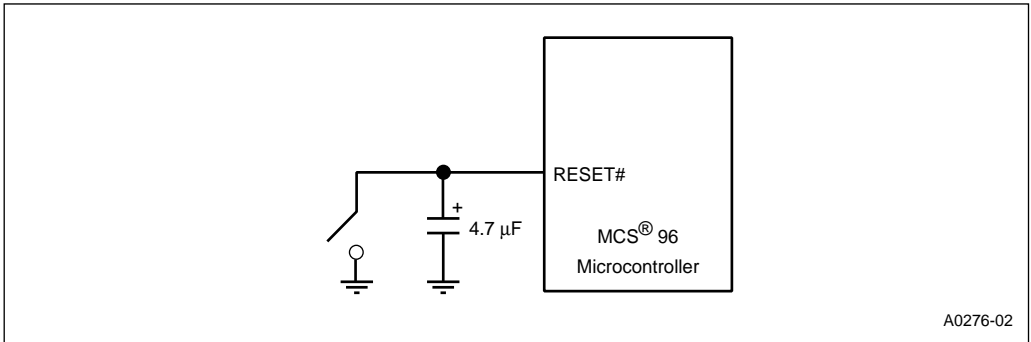 RESET#
+
4.7 μF
MCS® 96
Microcontroller
A0276-02